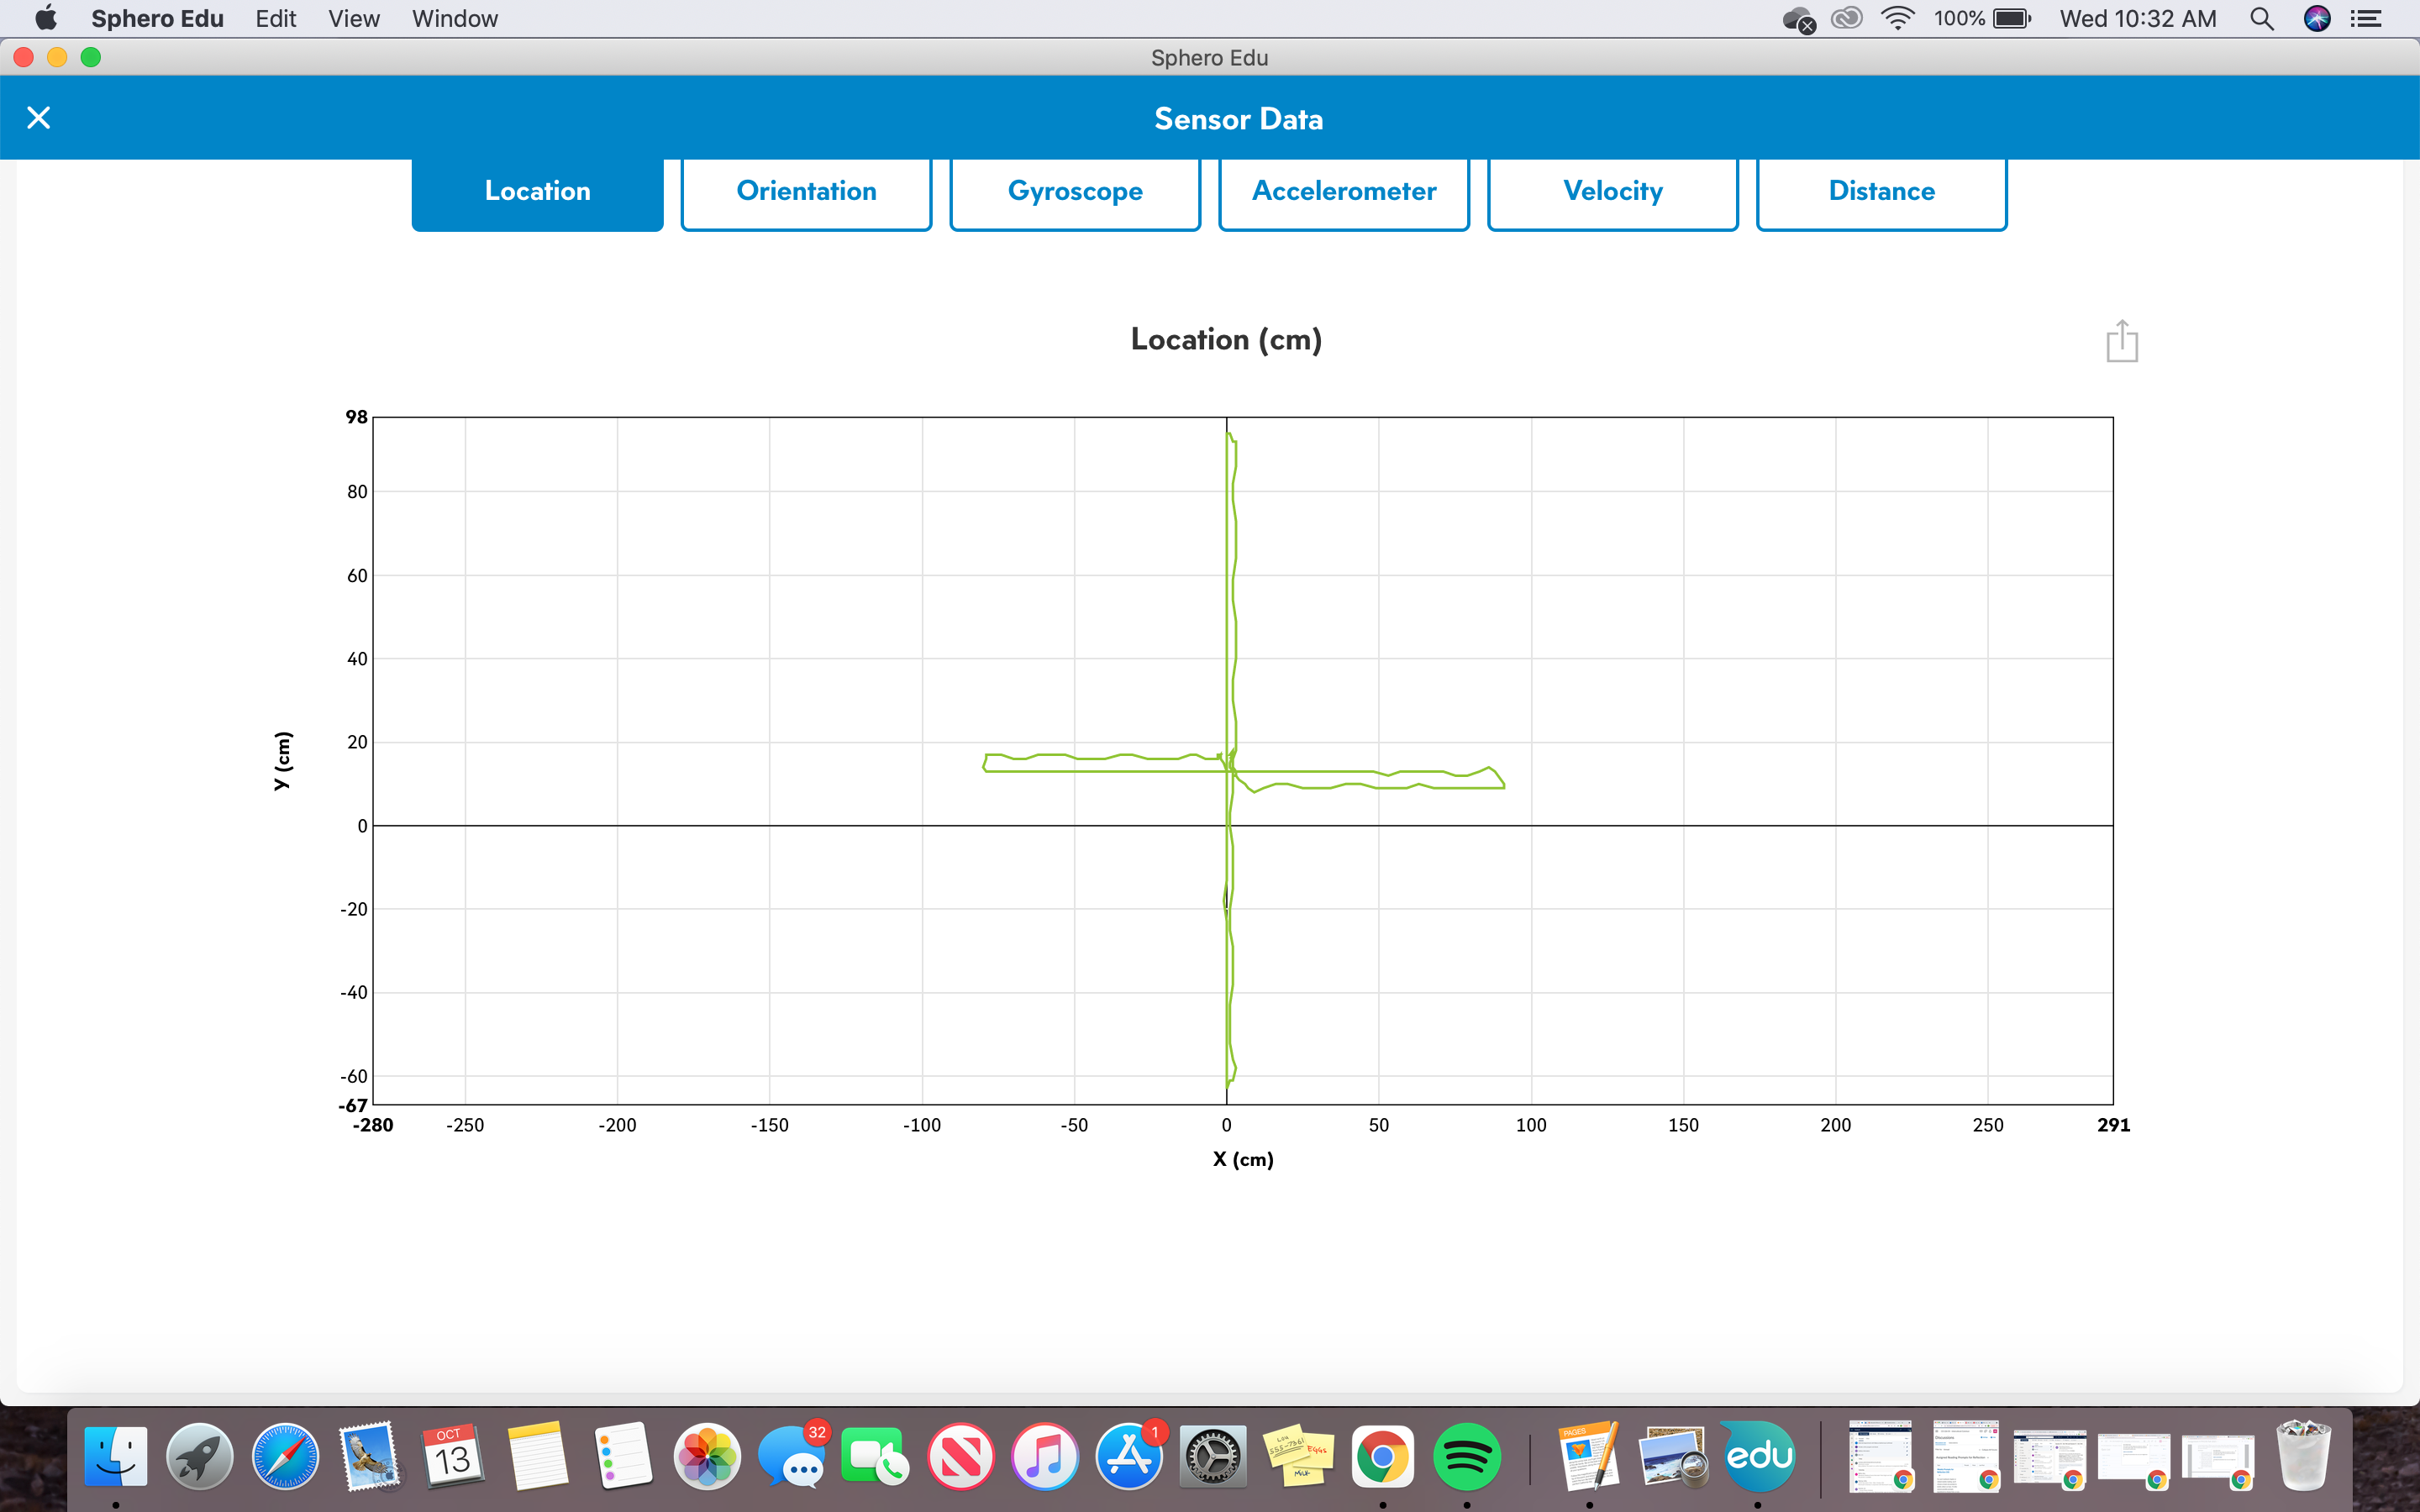 Sphero Edu Edit View Window 100% Wed 10:32 AM
Sphero Edu
Sensor Data
Location Orientation Gyroscope Accelerometer Velocity Distance
Location (cm)
98
80
60
40
20
0
-20
-40
-60
-67
Y (cm)
-280 -250 -200 -150 -100 -50 0 50 100 150 200 250 291
X (cm)
OCT
13
32
1
PAGES
edu